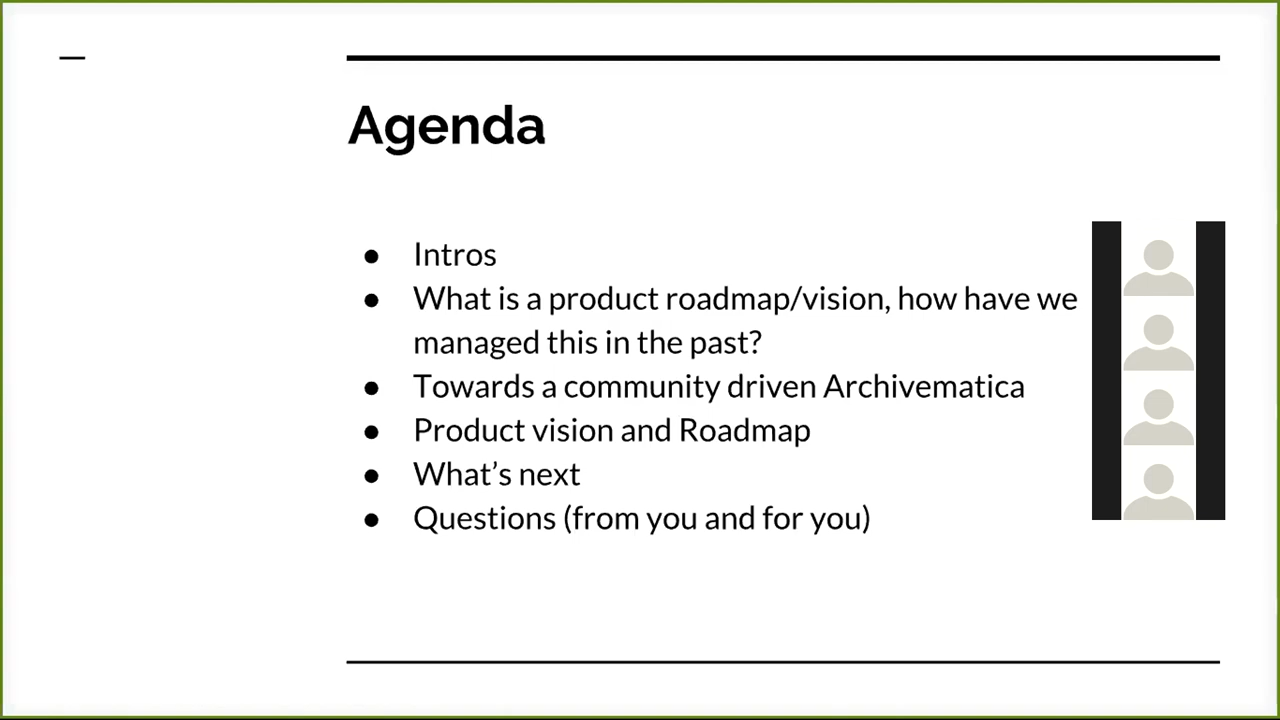 Agenda
● Intros
● What is a product roadmap/vision, how have we
managed this in the past?
● Towards a community driven Archivematica
● Product vision and Roadmap
● What’s next
● Questions (from you and for you)